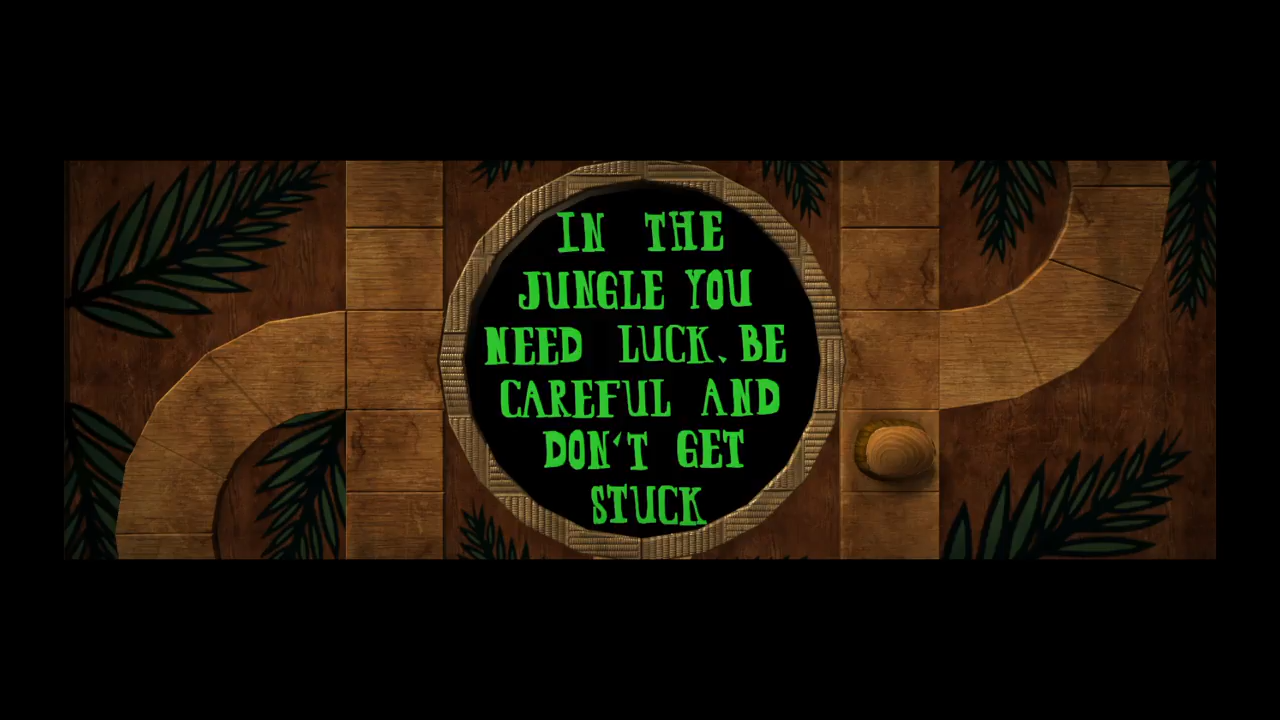 IN THE
JUNGLE YOU
NEED LUCK. BE
CAREFUL AND
DON'T GET
STUCK